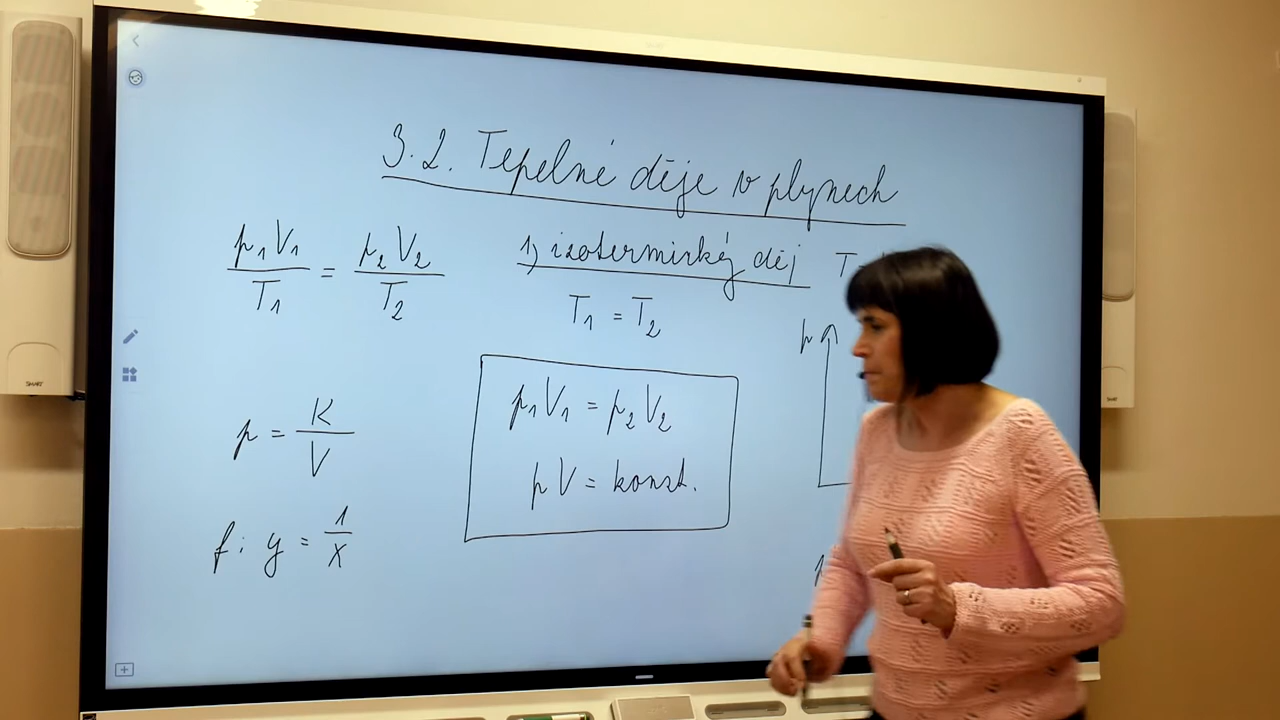 3.2. Tepelné děje v plynech
p₁V₁/T₁ = p₂V₂/T₂
1) izotermický děj T
T₁ = T₂
p
p₁V₁ = p₂V₂
p = K/V
pV = konst.
f: y = 1/x
SMART